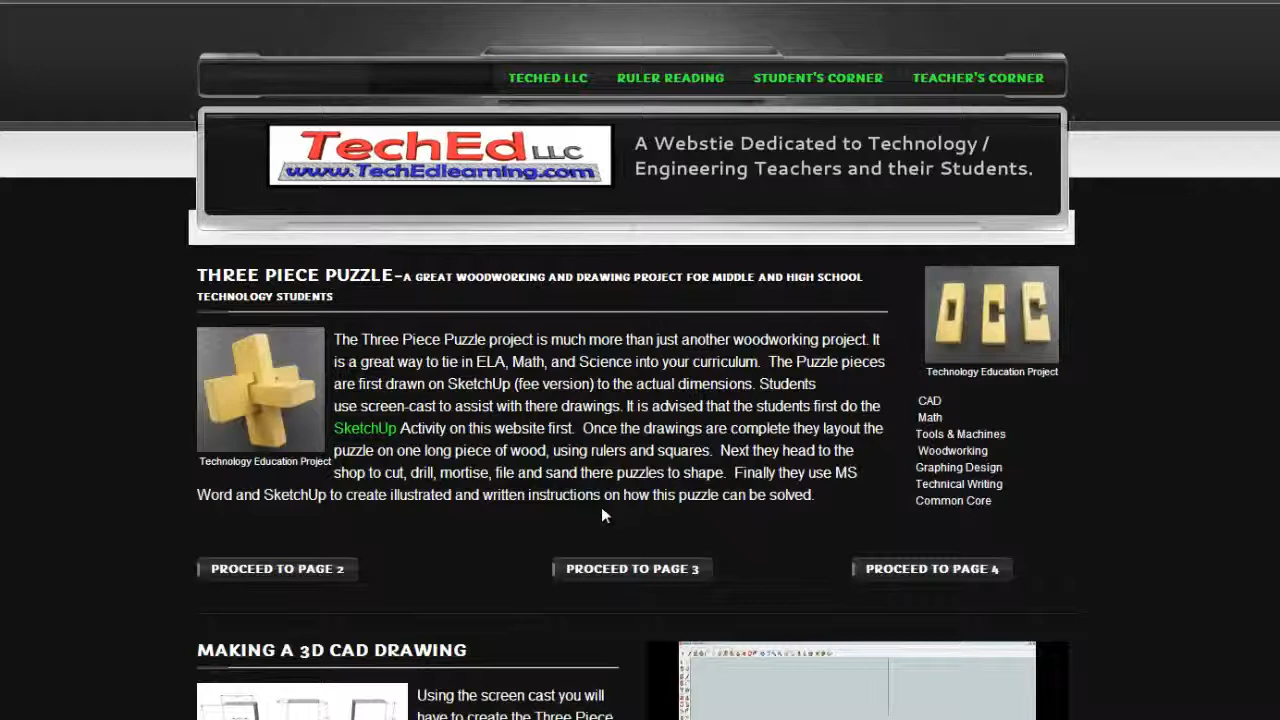 TECHED LLC RULER READING STUDENT'S CORNER TEACHER'S CORNER
TechEd LLC
www.TechEdlearning.com
A Webstie Dedicated to Technology /
Engineering Teachers and their Students.
THREE PIECE PUZZLE-A GREAT WOODWORKING AND DRAWING PROJECT FOR MIDDLE AND HIGH SCHOOL
TECHNOLOGY STUDENTS
The Three Piece Puzzle project is much more than just another woodworking project. It
is a great way to tie in ELA, Math, and Science into your curriculum.  The Puzzle pieces
are first drawn on SketchUp (fee version) to the actual dimensions. Students
use screen-cast to assist with there drawings. It is advised that the students first do the
SketchUp Activity on this website first.  Once the drawings are complete they layout the
puzzle on one long piece of wood, using rulers and squares.  Next they head to the
shop to cut, drill, mortise, file and sand there puzzles to shape.  Finally they use MS
Word and SketchUp to create illustrated and written instructions on how this puzzle can be solved.
Technology Education Project
Technology Education Project
CAD
Math
Tools & Machines
Woodworking
Graphing Design
Technical Writing
Common Core
PROCEED TO PAGE 2 PROCEED TO PAGE 3 PROCEED TO PAGE 4
MAKING A 3D CAD DRAWING
Using the screen cast you will
have to create the Three Piece